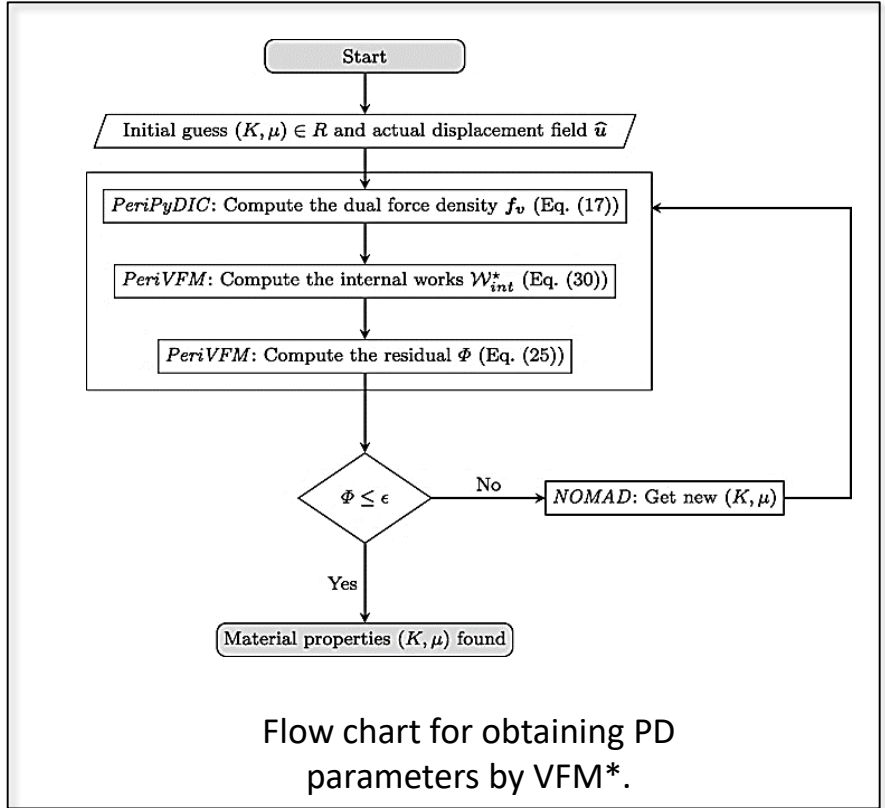 Start
Initial guess (K, μ) ∈ R and actual displacement field û
PeriPyDIC: Compute the dual force density f_v (Eq. (17))
PeriVFM: Compute the internal works W*_int (Eq. (30))
PeriVFM: Compute the residual Φ (Eq. (25))
Φ ≤ ϵ
No
NOMAD: Get new (K, μ)
Yes
Material properties (K, μ) found
Flow chart for obtaining PD
parameters by VFM*.